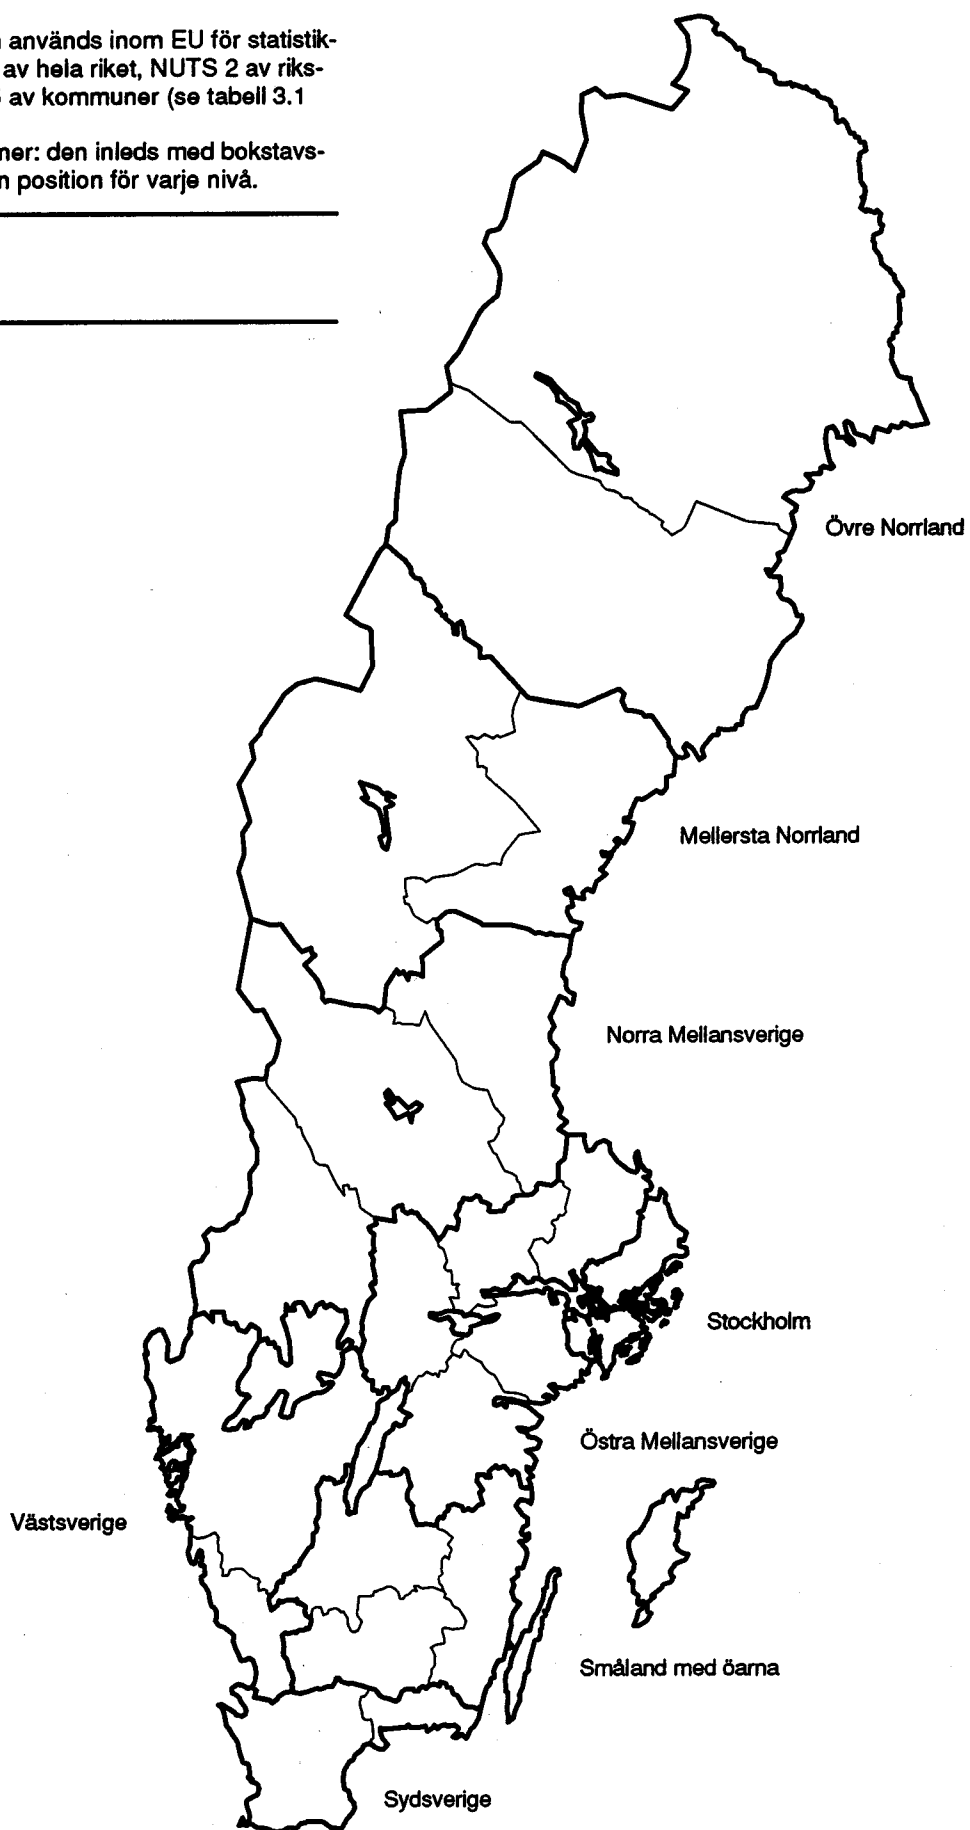 används inom EU för statistik-
av hela riket, NUTS 2 av riks-
av kommuner (se tabell 3.1
ner: den inleds med bokstavs-
n position för varje nivå.
Övre Norrland
Mellersta Norrland
Norra Mellansverige
Stockholm
Östra Mellansverige
Västsverige
Småland med öarna
Sydsverige